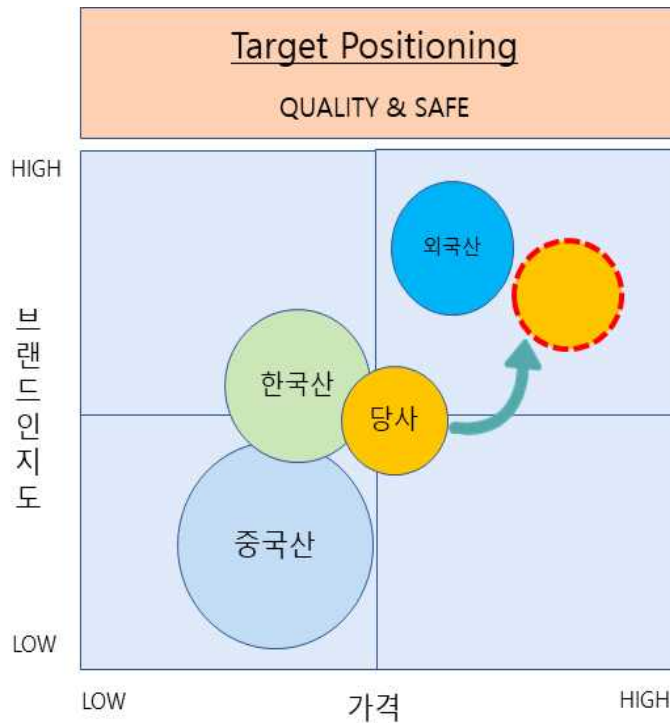 Target Positioning
QUALITY & SAFE
HIGH
외국산
브랜드인지도
한국산
당사
중국산
LOW
LOW
가격
HIGH